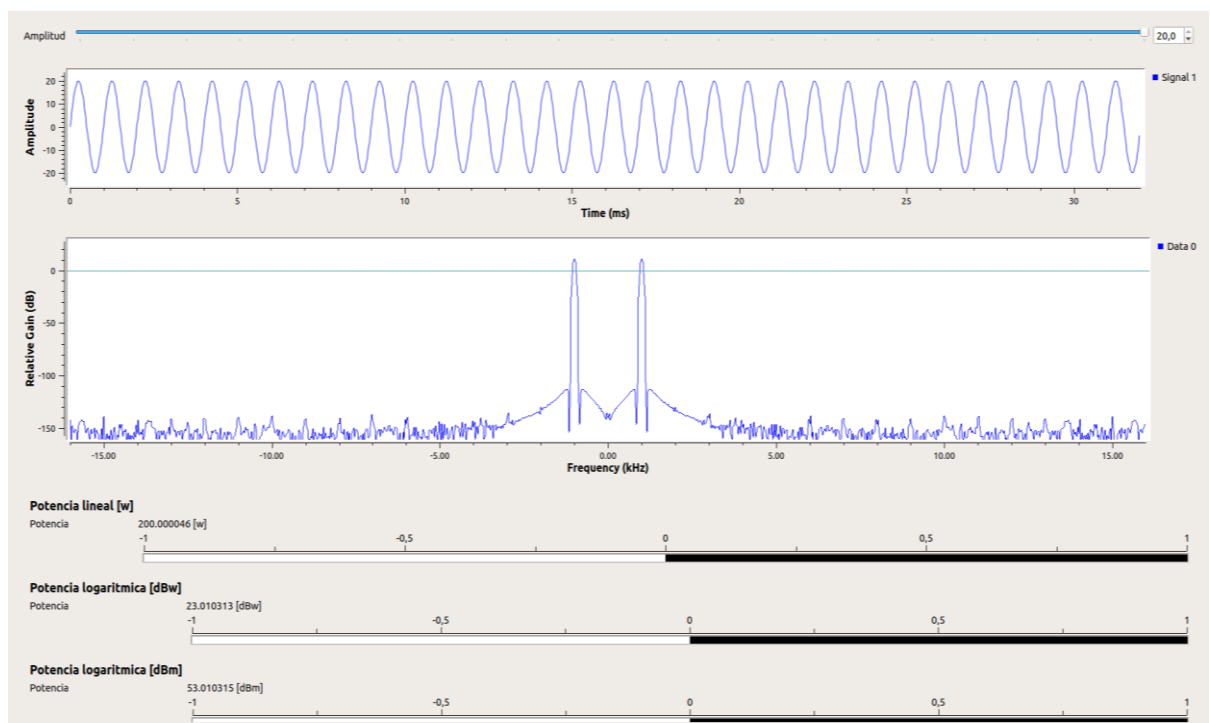 Amplitud 20,0
Signal 1
20
10
0
-10
-20
Amplitude
0 5 10 15 20 25 30
Time (ms)
Data 0
0
-50
-100
-150
Relative Gain (dB)
-15.00 -10.00 -5.00 0.00 5.00 10.00 15.00
Frequency (kHz)
Potencia lineal [w]
Potencia 200.000046 [w]
-1 -0,5 0 0,5 1
Potencia logaritmica [dBw]
Potencia 23.010313 [dBw]
-1 -0,5 0 0,5 1
Potencia logaritmica [dBm]
Potencia 53.010315 [dBm]
-1 -0,5 0 0,5 1